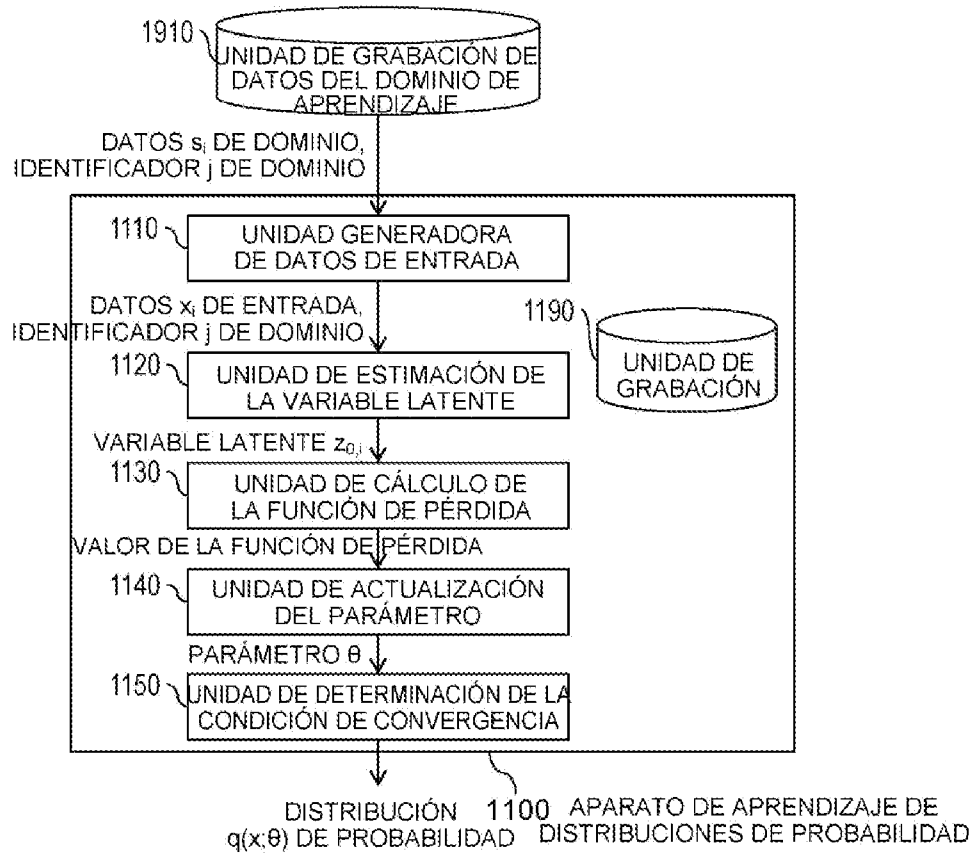 1910
UNIDAD DE GRABACIÓN DE
DATOS DEL DOMINIO DE
APRENDIZAJE
DATOS sᵢ DE DOMINIO,
IDENTIFICADOR j DE DOMINIO
1110
UNIDAD GENERADORA
DE DATOS DE ENTRADA
DATOS xᵢ DE ENTRADA,
IDENTIFICADOR j DE DOMINIO
1190
UNIDAD DE
GRABACIÓN
1120
UNIDAD DE ESTIMACIÓN DE
LA VARIABLE LATENTE
VARIABLE LATENTE z₀,ᵢ
1130
UNIDAD DE CÁLCULO DE
LA FUNCIÓN DE PÉRDIDA
VALOR DE LA FUNCIÓN DE PÉRDIDA
1140
UNIDAD DE ACTUALIZACIÓN
DEL PARÁMETRO
PARÁMETRO θ
1150
UNIDAD DE DETERMINACIÓN DE LA
CONDICIÓN DE CONVERGENCIA
DISTRIBUCIÓN
q(x;θ) DE PROBABILIDAD
1100 APARATO DE APRENDIZAJE DE
DISTRIBUCIONES DE PROBABILIDAD